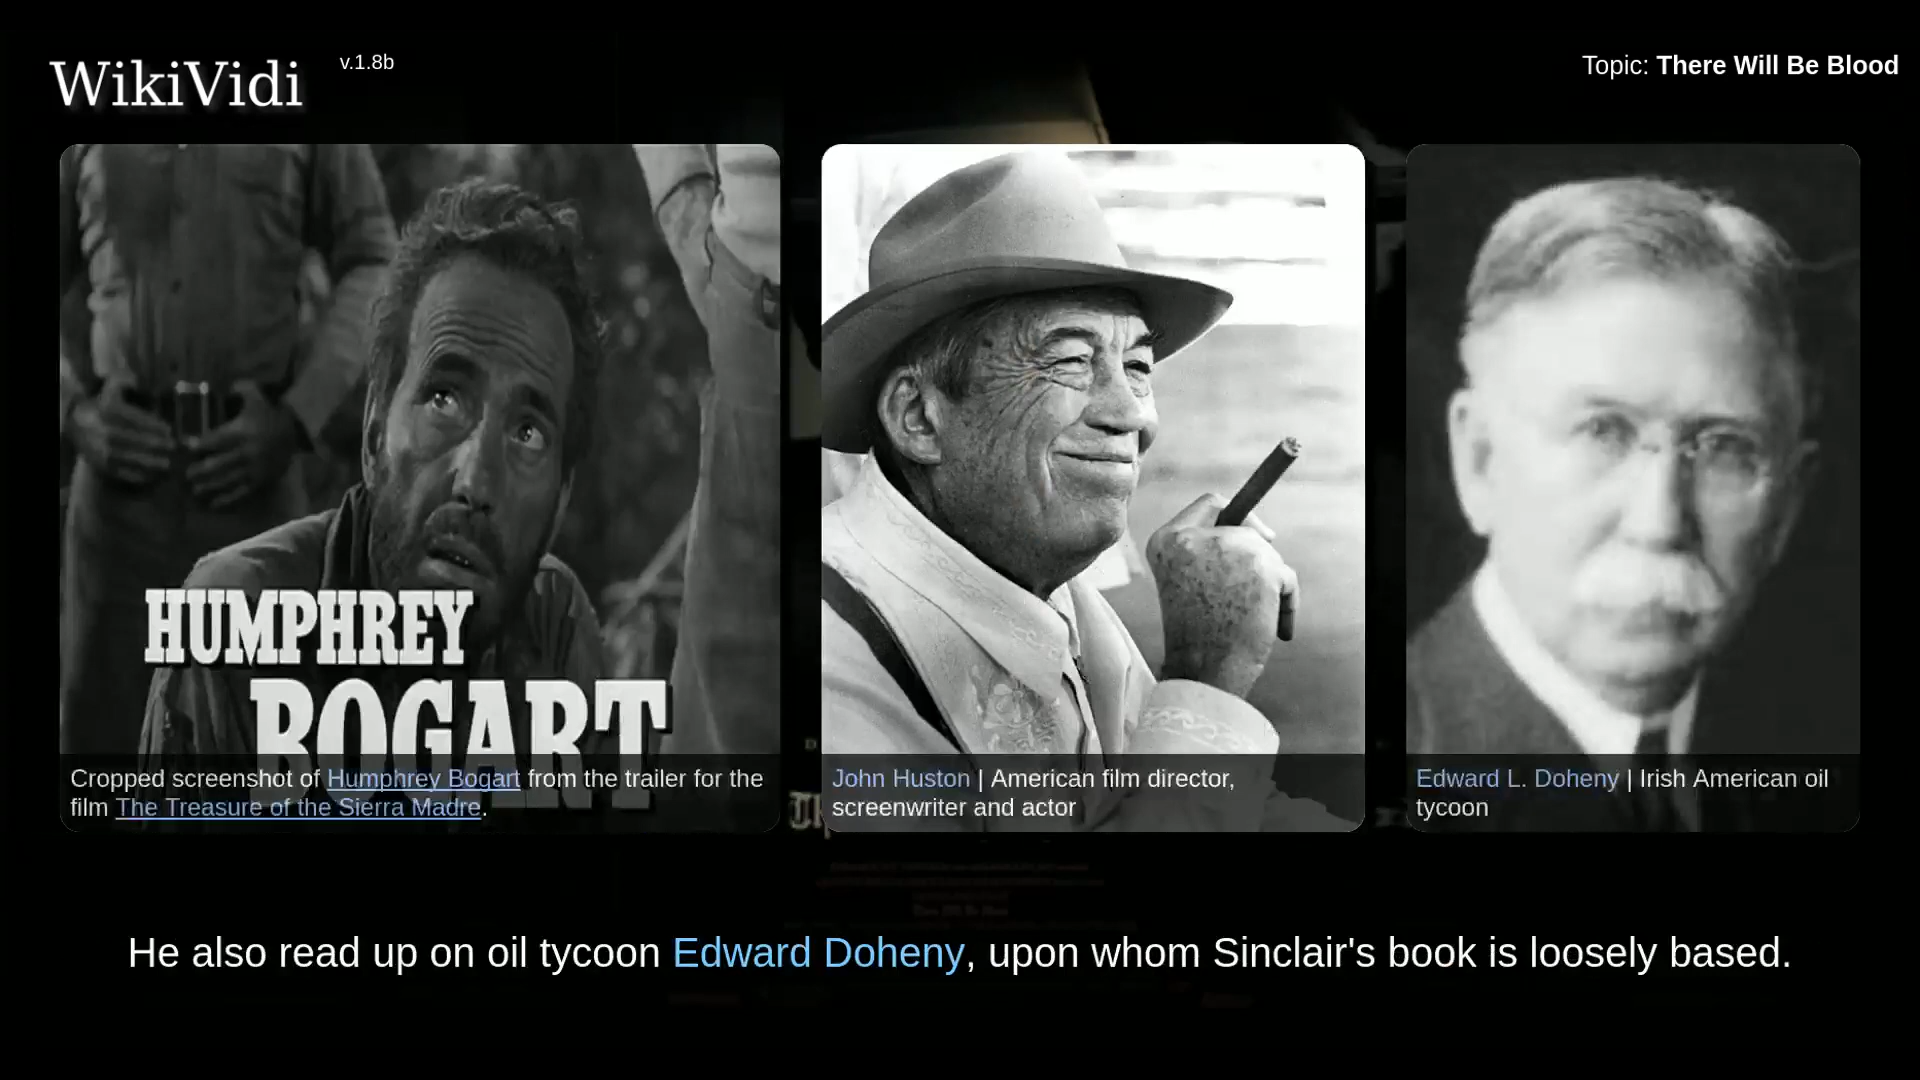 WikiVidi
v.1.8b
Topic: There Will Be Blood
HUMPHREY
BOGART
Cropped screenshot of Humphrey Bogart from the trailer for the
film The Treasure of the Sierra Madre.
John Huston | American film director,
screenwriter and actor
Edward L. Doheny | Irish American oil
tycoon
He also read up on oil tycoon Edward Doheny, upon whom Sinclair's book is loosely based.